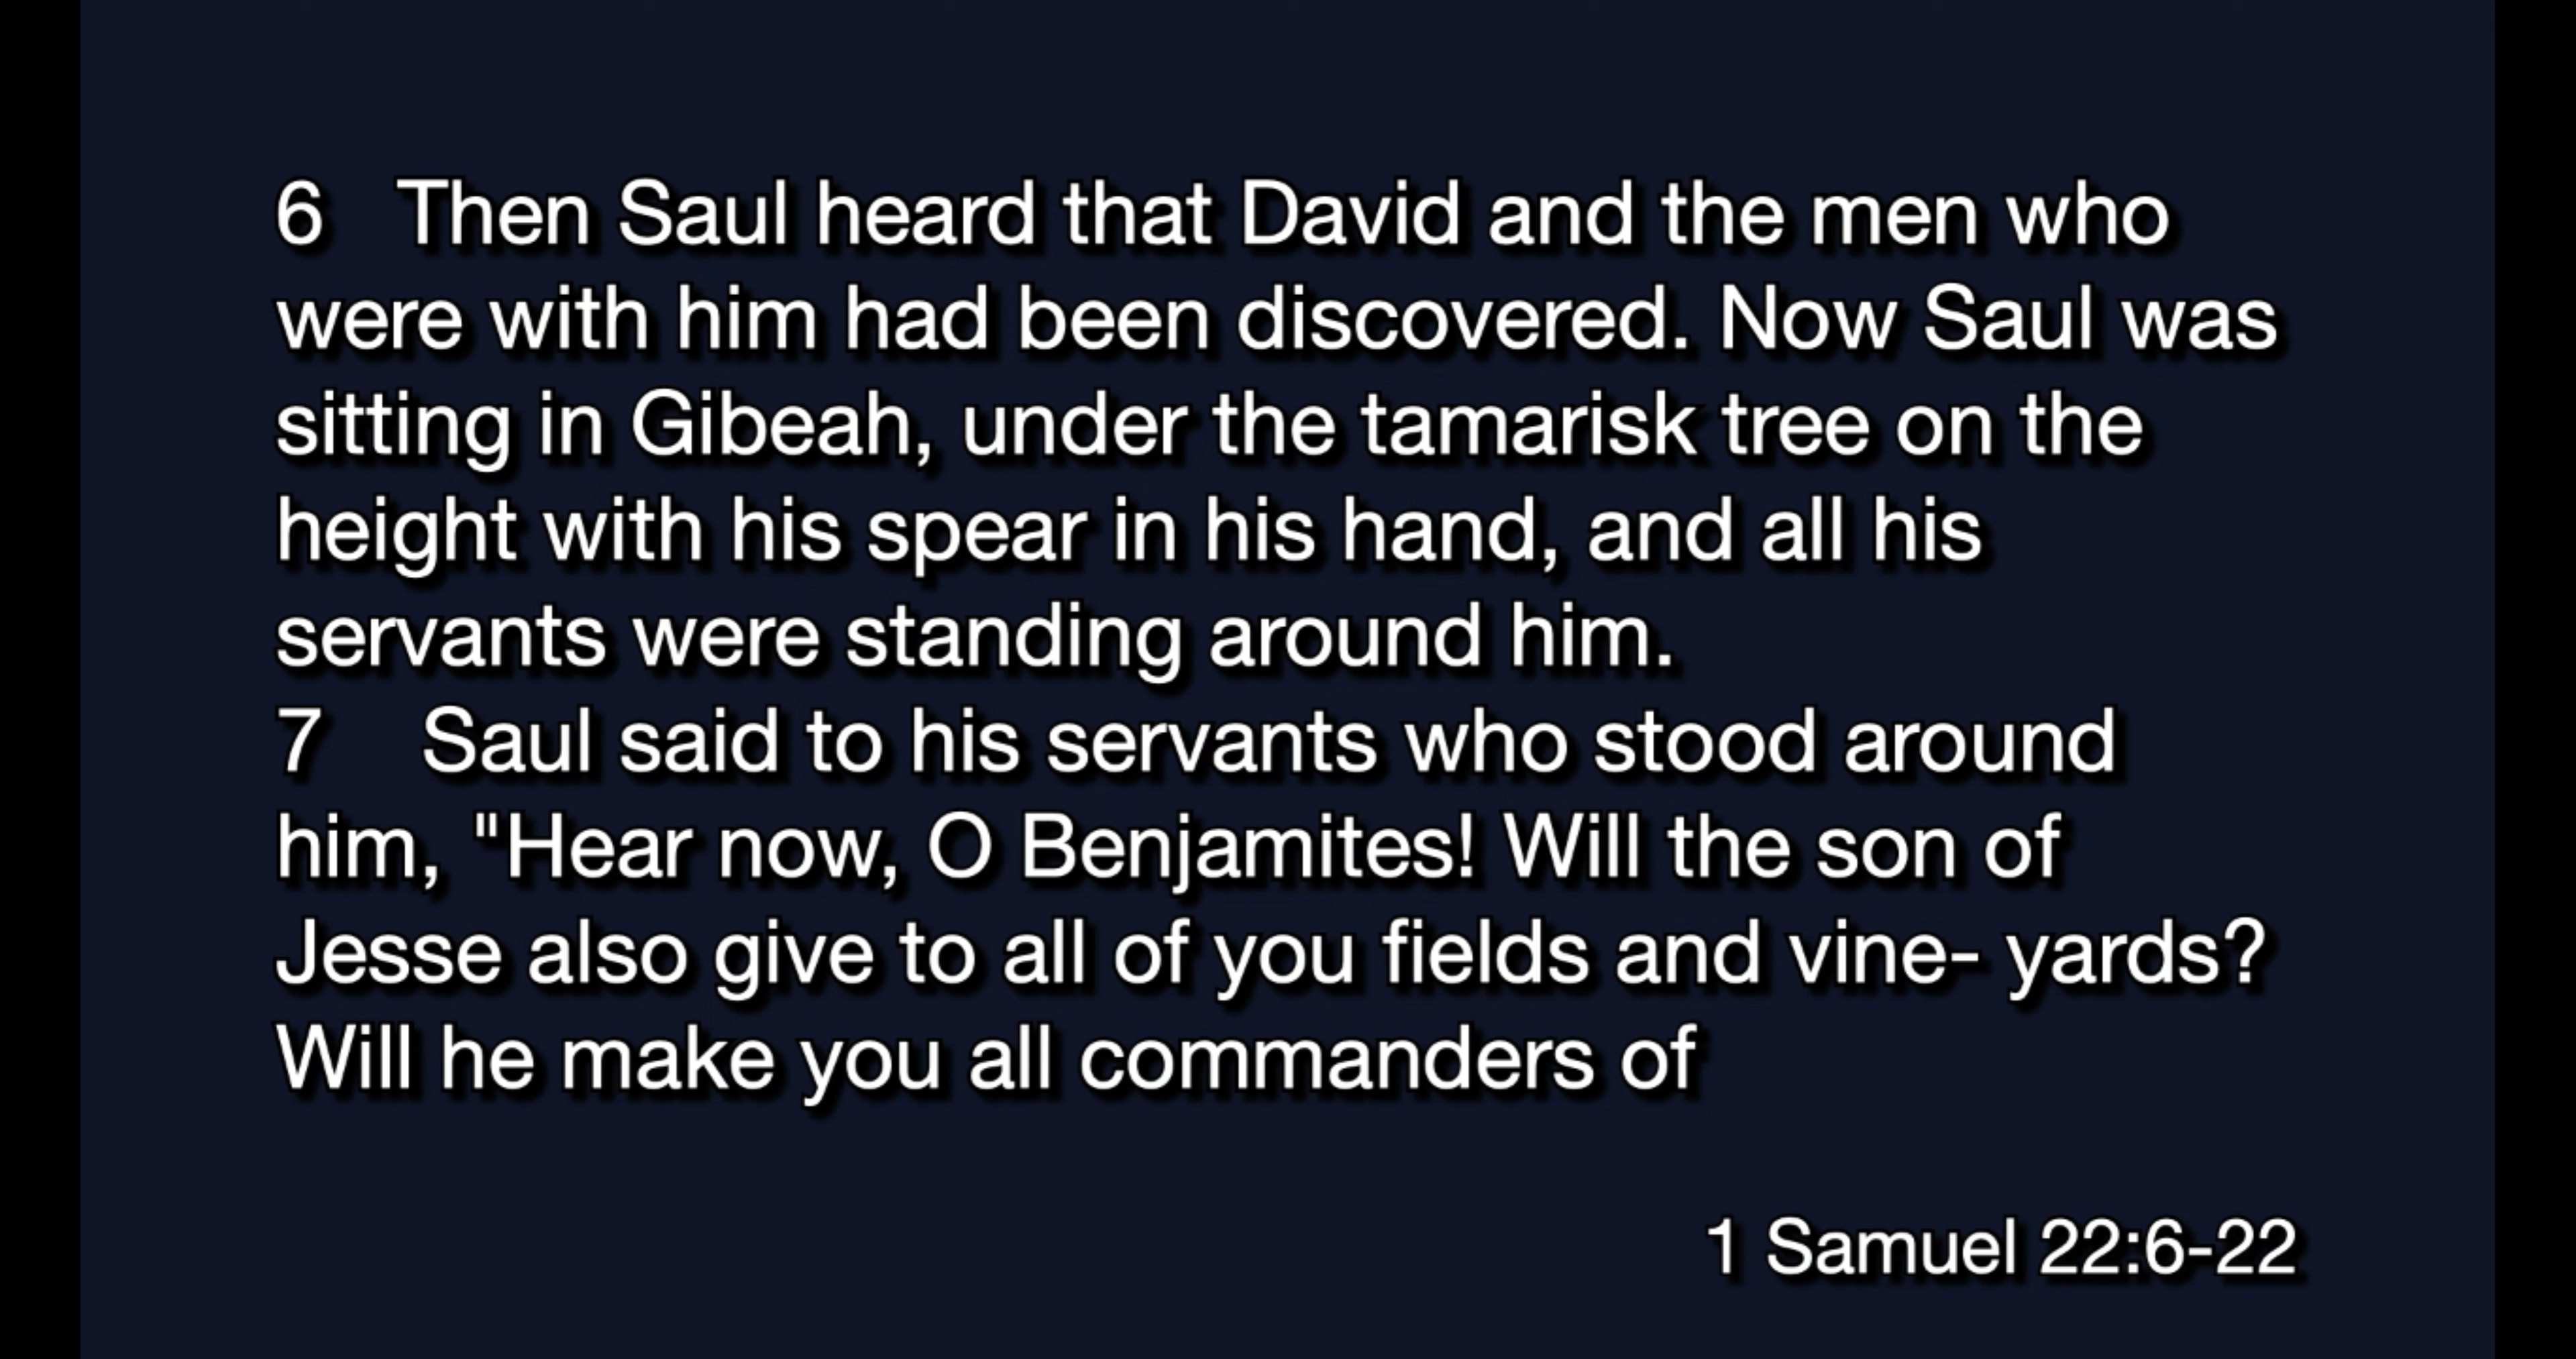 6 Then Saul heard that David and the men who
were with him had been discovered. Now Saul was
sitting in Gibeah, under the tamarisk tree on the
height with his spear in his hand, and all his
servants were standing around him.
7 Saul said to his servants who stood around
him, "Hear now, O Benjamites! Will the son of
Jesse also give to all of you fields and vine- yards?
Will he make you all commanders of
1 Samuel 22:6-22